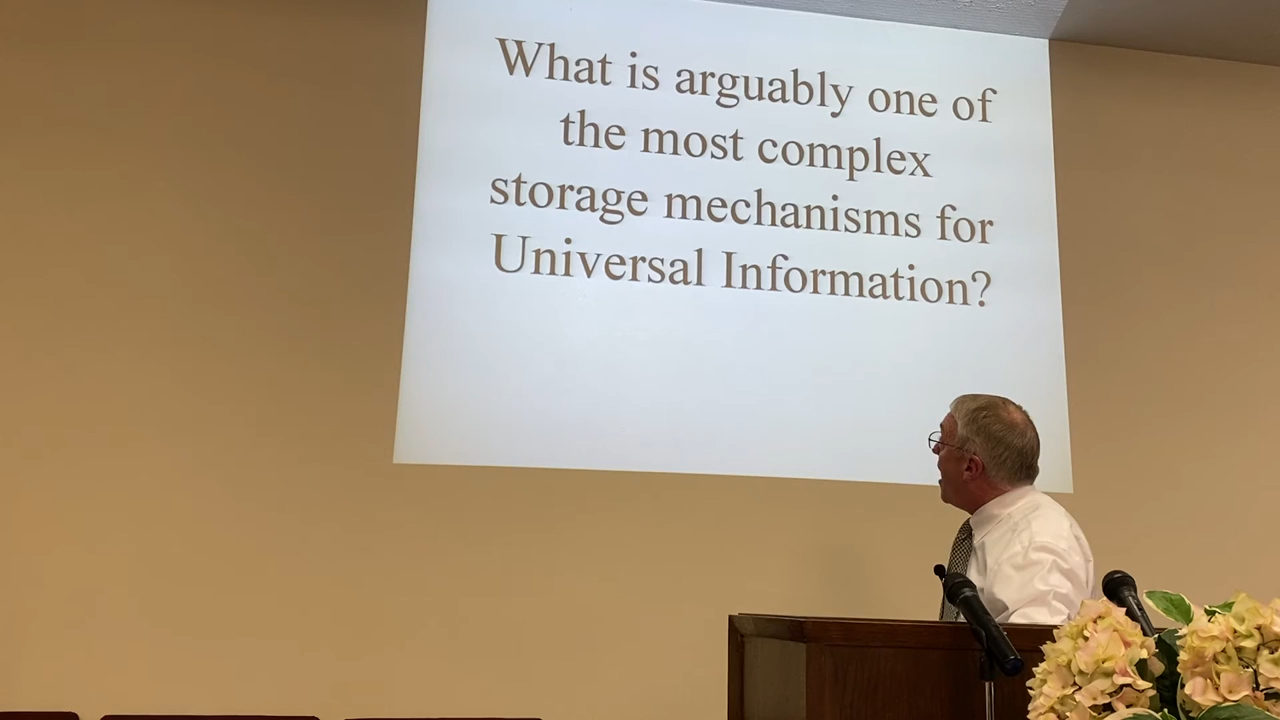 What is arguably one of
the most complex
storage mechanisms for
Universal Information?